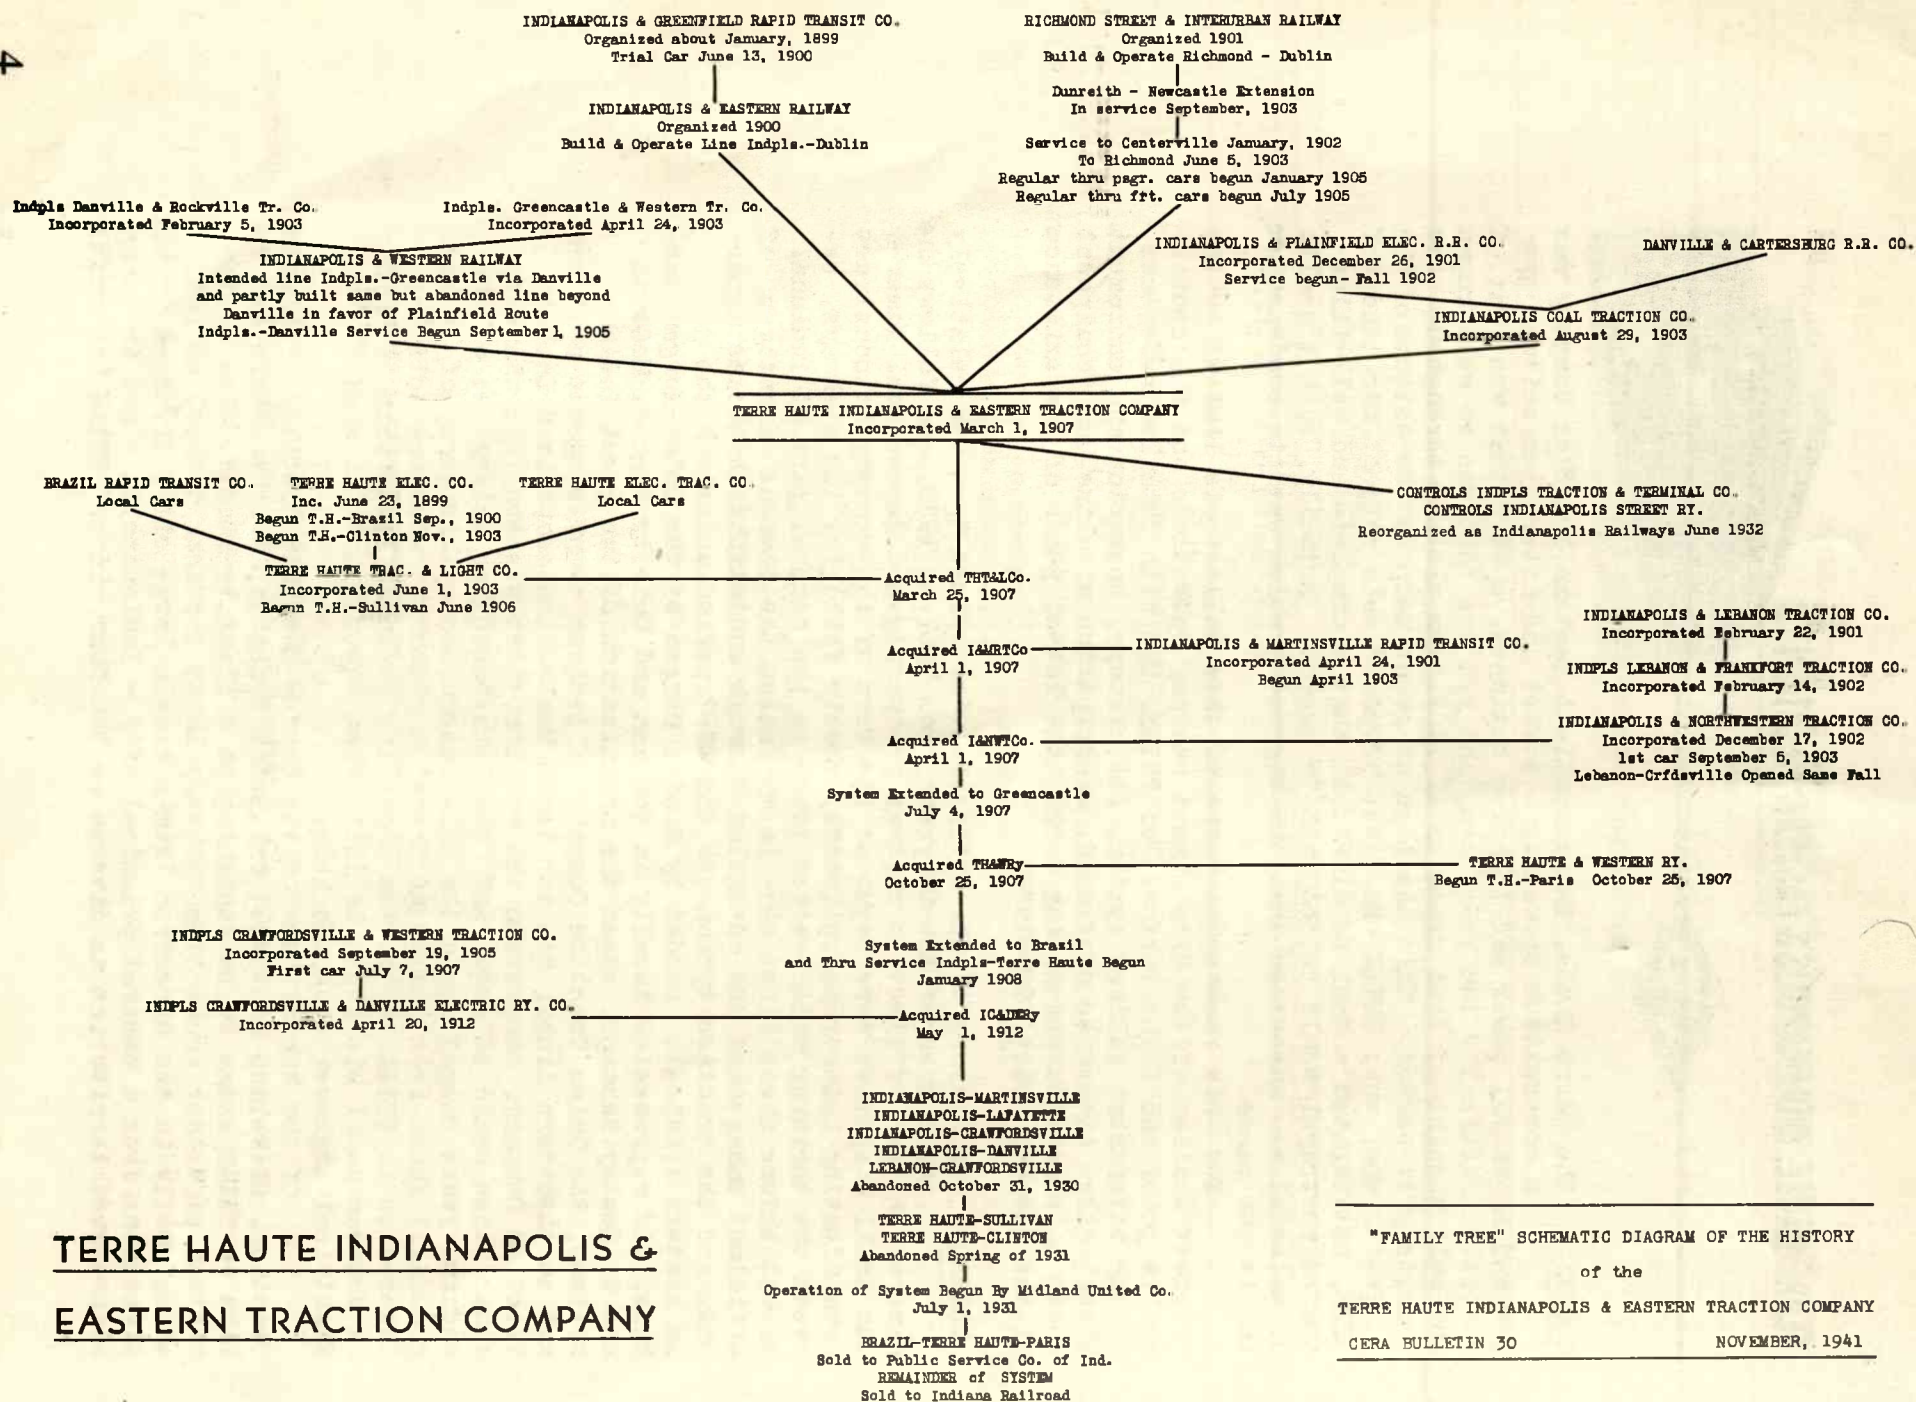 4
INDIANAPOLIS & GREENFIELD RAPID TRANSIT CO.
Organized about January, 1899
Trial Car June 13, 1900
INDIANAPOLIS & EASTERN RAILWAY
Organized 1900
Build & Operate Line Indpls.-Dublin
RICHMOND STREET & INTERURBAN RAILWAY
Organized 1901
Build & Operate Richmond - Dublin
Dunreith - Newcastle Extension
In service September, 1903
Service to Centerville January, 1902
To Richmond June 5, 1903
Regular thru psgr. cars begun January 1905
Regular thru frt. cars begun July 1905
Indpls Danville & Rockville Tr. Co.
Incorporated February 5, 1903
Indpls. Greencastle & Western Tr. Co.
Incorporated April 24, 1903
INDIANAPOLIS & WESTERN RAILWAY
Intended line Indpls.-Greencastle via Danville
and partly built same but abandoned line beyond
Danville in favor of Plainfield Route
Indpls.-Danville Service Begun September 1, 1905
INDIANAPOLIS & PLAINFIELD ELEC. R.R. CO.
Incorporated December 26, 1901
Service begun- Fall 1902
DANVILLE & CARTERSBURG R.R. CO.
INDIANAPOLIS COAL TRACTION CO.
Incorporated August 29, 1903
TERRE HAUTE INDIANAPOLIS & EASTERN TRACTION COMPANY
Incorporated March 1, 1907
BRAZIL RAPID TRANSIT CO.
Local Cars
TERRE HAUTE ELEC. CO.
Inc. June 23, 1899
Begun T.H.-Brazil Sep., 1900
Begun T.H.-Clinton Nov., 1903
TERRE HAUTE ELEC. TRAC. CO.
Local Cars
TERRE HAUTE TRAC. & LIGHT CO.
Incorporated June 1, 1903
Begun T.H.-Sullivan June 1906
CONTROLS INDPLS TRACTION & TERMINAL CO.
CONTROLS INDIANAPOLIS STREET RY.
Reorganized as Indianapolis Railways June 1932
Acquired THT&LCo.
March 25, 1907
Acquired I&MRTCo
April 1, 1907
INDIANAPOLIS & MARTINSVILLE RAPID TRANSIT CO.
Incorporated April 24, 1901
Begun April 1903
INDIANAPOLIS & LEBANON TRACTION CO.
Incorporated February 22, 1901
INDPLS LEBANON & FRANKFORT TRACTION CO.
Incorporated February 14, 1902
INDIANAPOLIS & NORTHWESTERN TRACTION CO.
Incorporated December 17, 1902
1st car September 5, 1903
Lebanon-Crfdsville Opened Same Fall
Acquired I&NWTCo.
April 1, 1907
System Extended to Greencastle
July 4, 1907
Acquired TH&WRy
October 25, 1907
TERRE HAUTE & WESTERN RY.
Begun T.H.-Paris October 25, 1907
INDPLS CRAWFORDSVILLE & WESTERN TRACTION CO.
Incorporated September 19, 1905
First car July 7, 1907
INDPLS CRAWFORDSVILLE & DANVILLE ELECTRIC RY. CO.
Incorporated April 20, 1912
System Extended to Brazil
and Thru Service Indpls-Terre Haute Begun
January 1908
Acquired IC&DERy
May 1, 1912
INDIANAPOLIS-MARTINSVILLE
INDIANAPOLIS-LAFAYETTE
INDIANAPOLIS-CRAWFORDSVILLE
INDIANAPOLIS-DANVILLE
LEBANON-CRAWFORDSVILLE
Abandoned October 31, 1930
TERRE HAUTE-SULLIVAN
TERRE HAUTE-CLINTON
Abandoned Spring of 1931
Operation of System Begun By Midland United Co.
July 1, 1931
BRAZIL-TERRE HAUTE-PARIS
Sold to Public Service Co. of Ind.
REMAINDER of SYSTEM
Sold to Indiana Railroad
TERRE HAUTE INDIANAPOLIS &
EASTERN TRACTION COMPANY
"FAMILY TREE" SCHEMATIC DIAGRAM OF THE HISTORY
of the
TERRE HAUTE INDIANAPOLIS & EASTERN TRACTION COMPANY
CERA BULLETIN 30 NOVEMBER, 1941